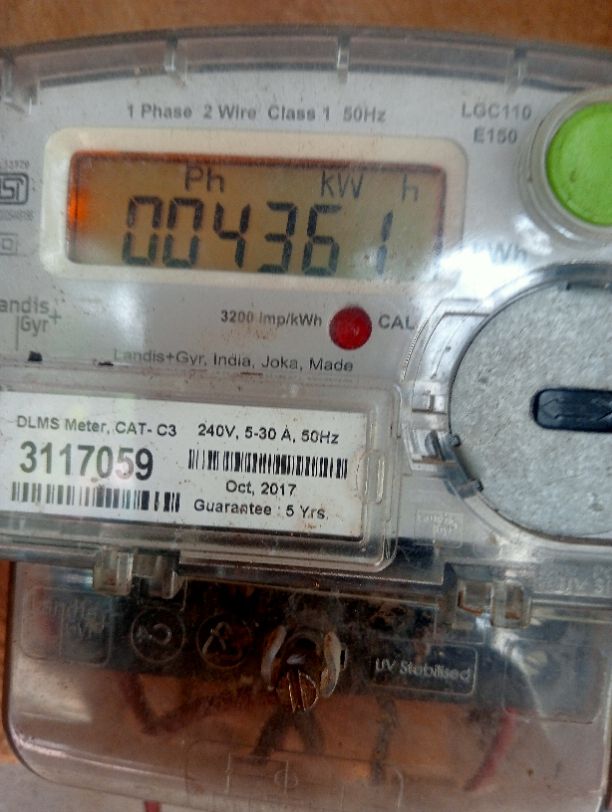 1 Phase 2 Wire Class 1 50Hz
LGC110
E150
Ph kW h
004361
kWh
3200 imp/kWh
CAL
Landis+Gyr, India, Joka, Made
DLMS Meter, CAT- C3
240V, 5-30 A, 50Hz
3117059
Oct, 2017
Guarantee : 5 Yrs.
andis+
Gyr
UV Stabilised